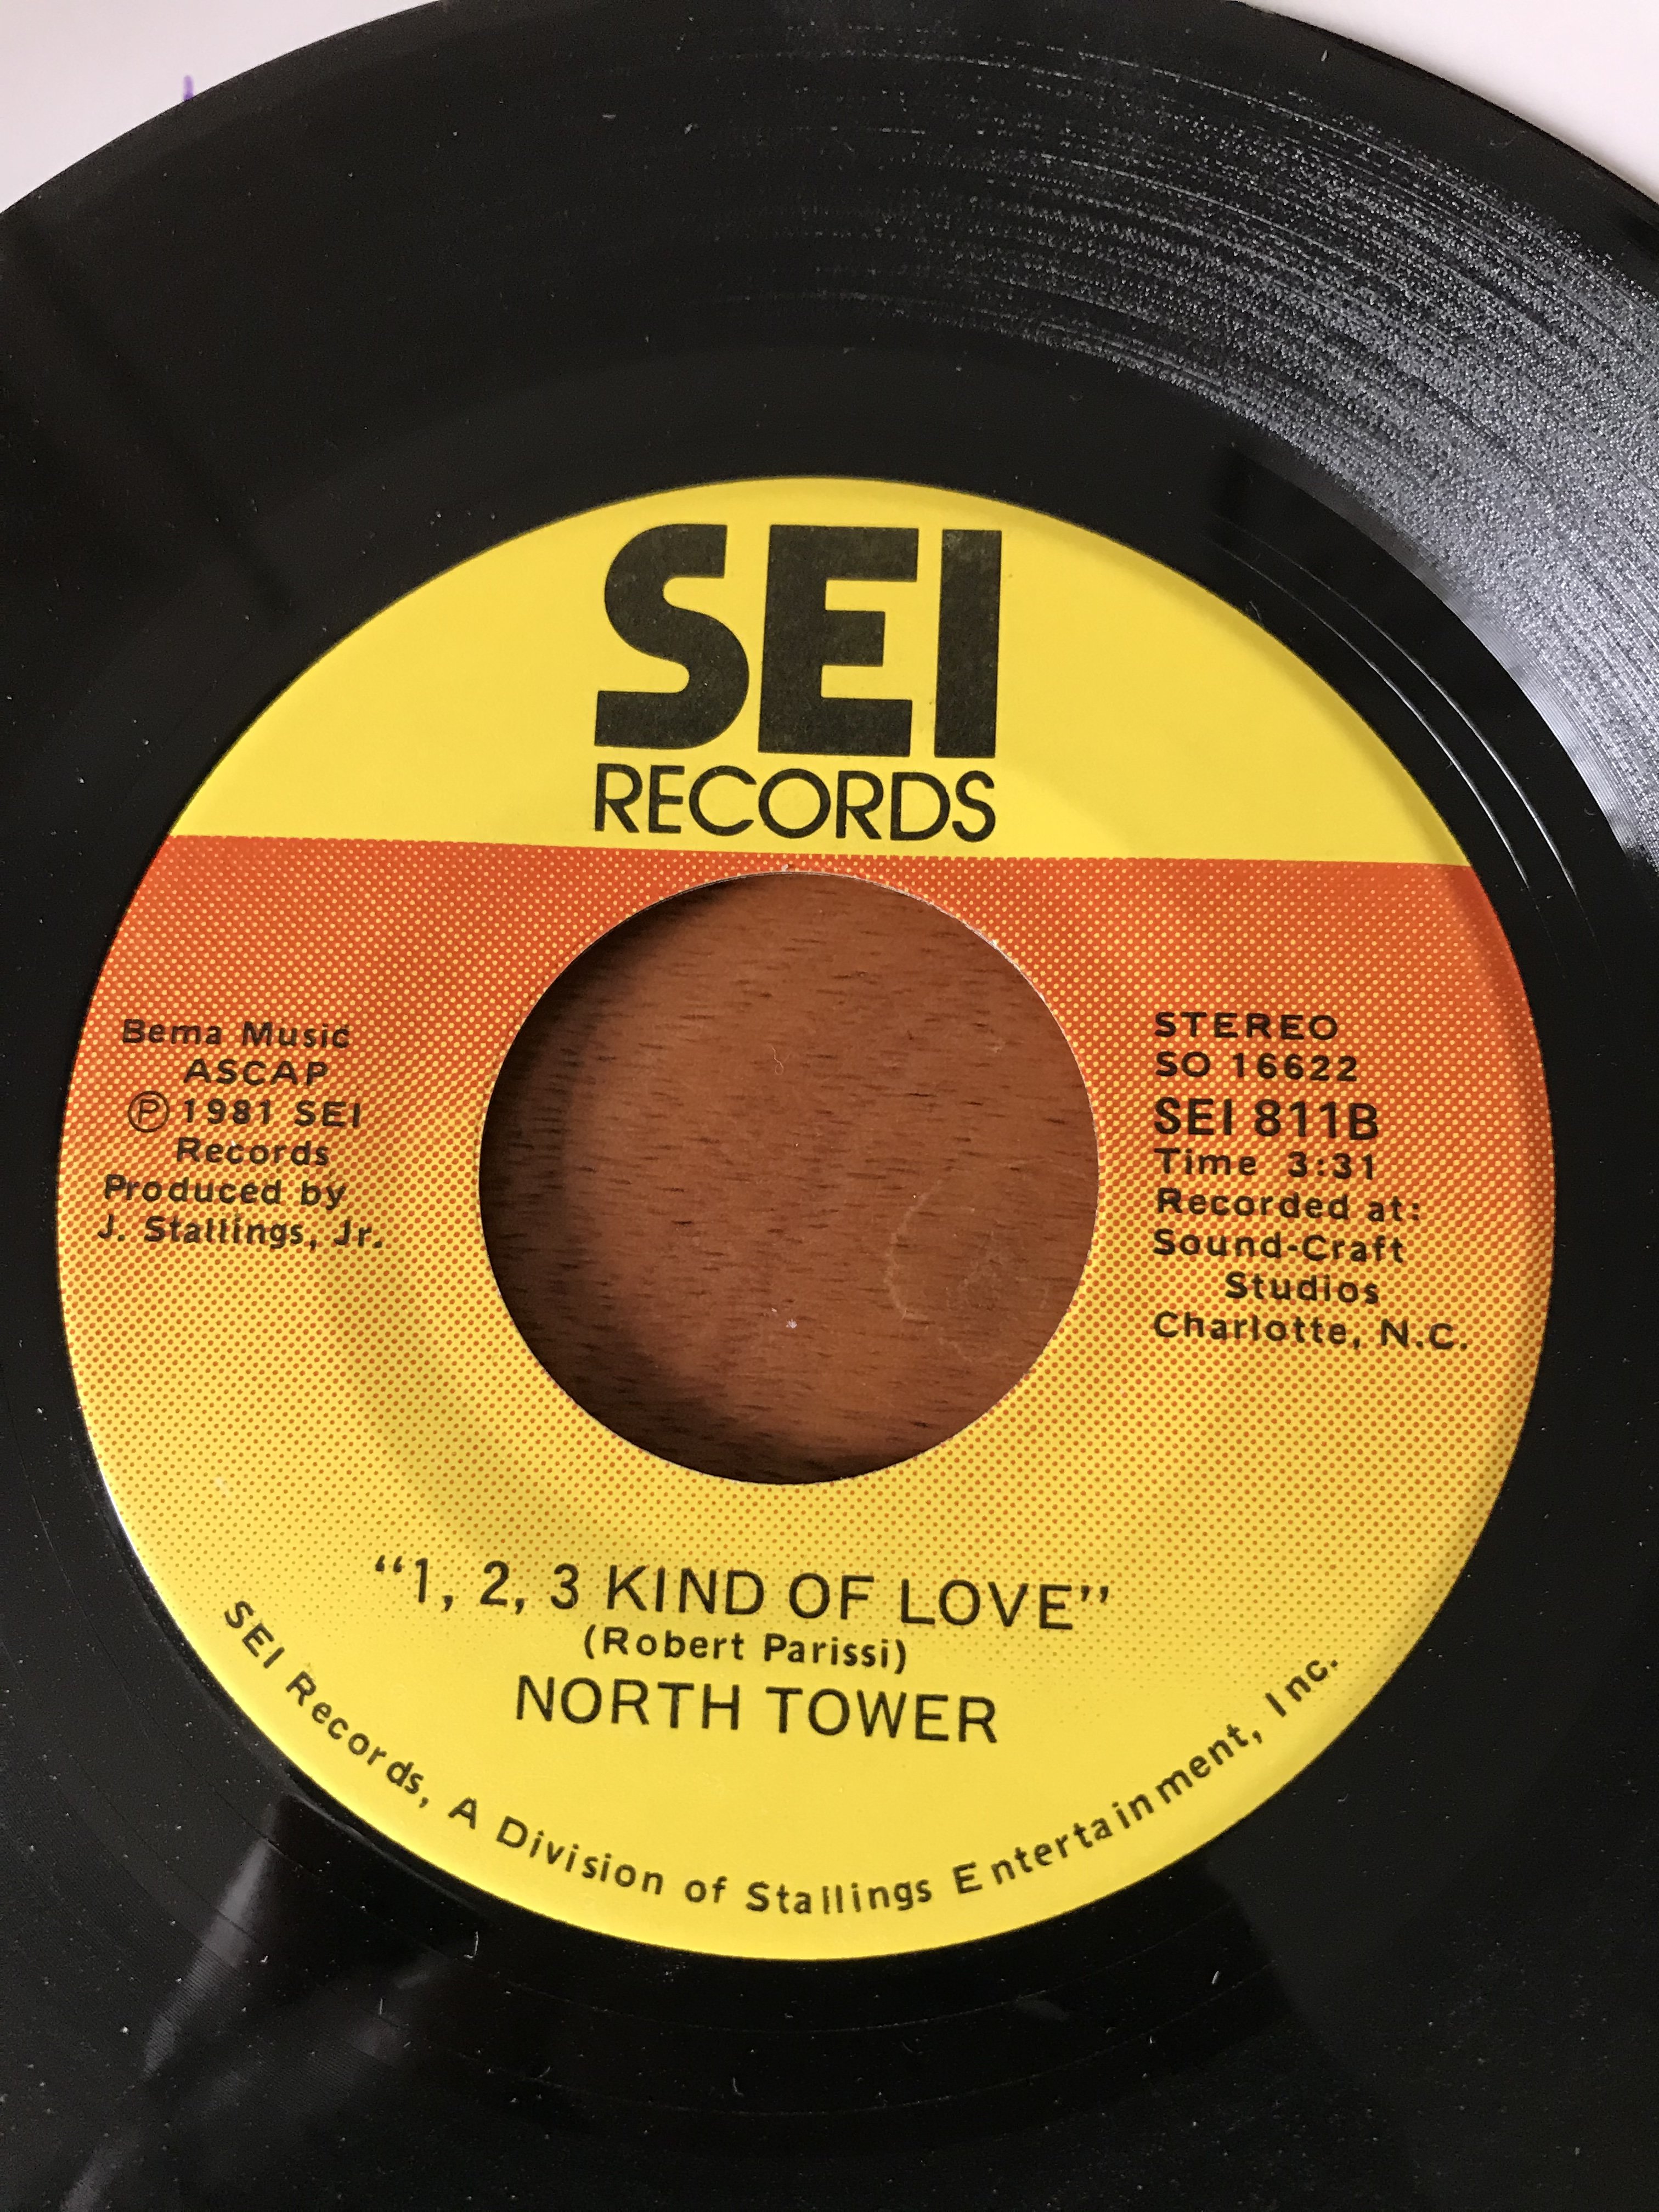 SEI
RECORDS
Bema Music
ASCAP
Ⓟ 1981 SEI
Records
Produced by
J. Stallings, Jr.
STEREO
SO 16622
SEI 811B
Time 3:31
Recorded at:
Sound-Craft
Studios
Charlotte, N.C.
“1, 2, 3 KIND OF LOVE”
(Robert Parissi)
NORTH TOWER
SEI Records, A Division of Stallings Entertainment, Inc.